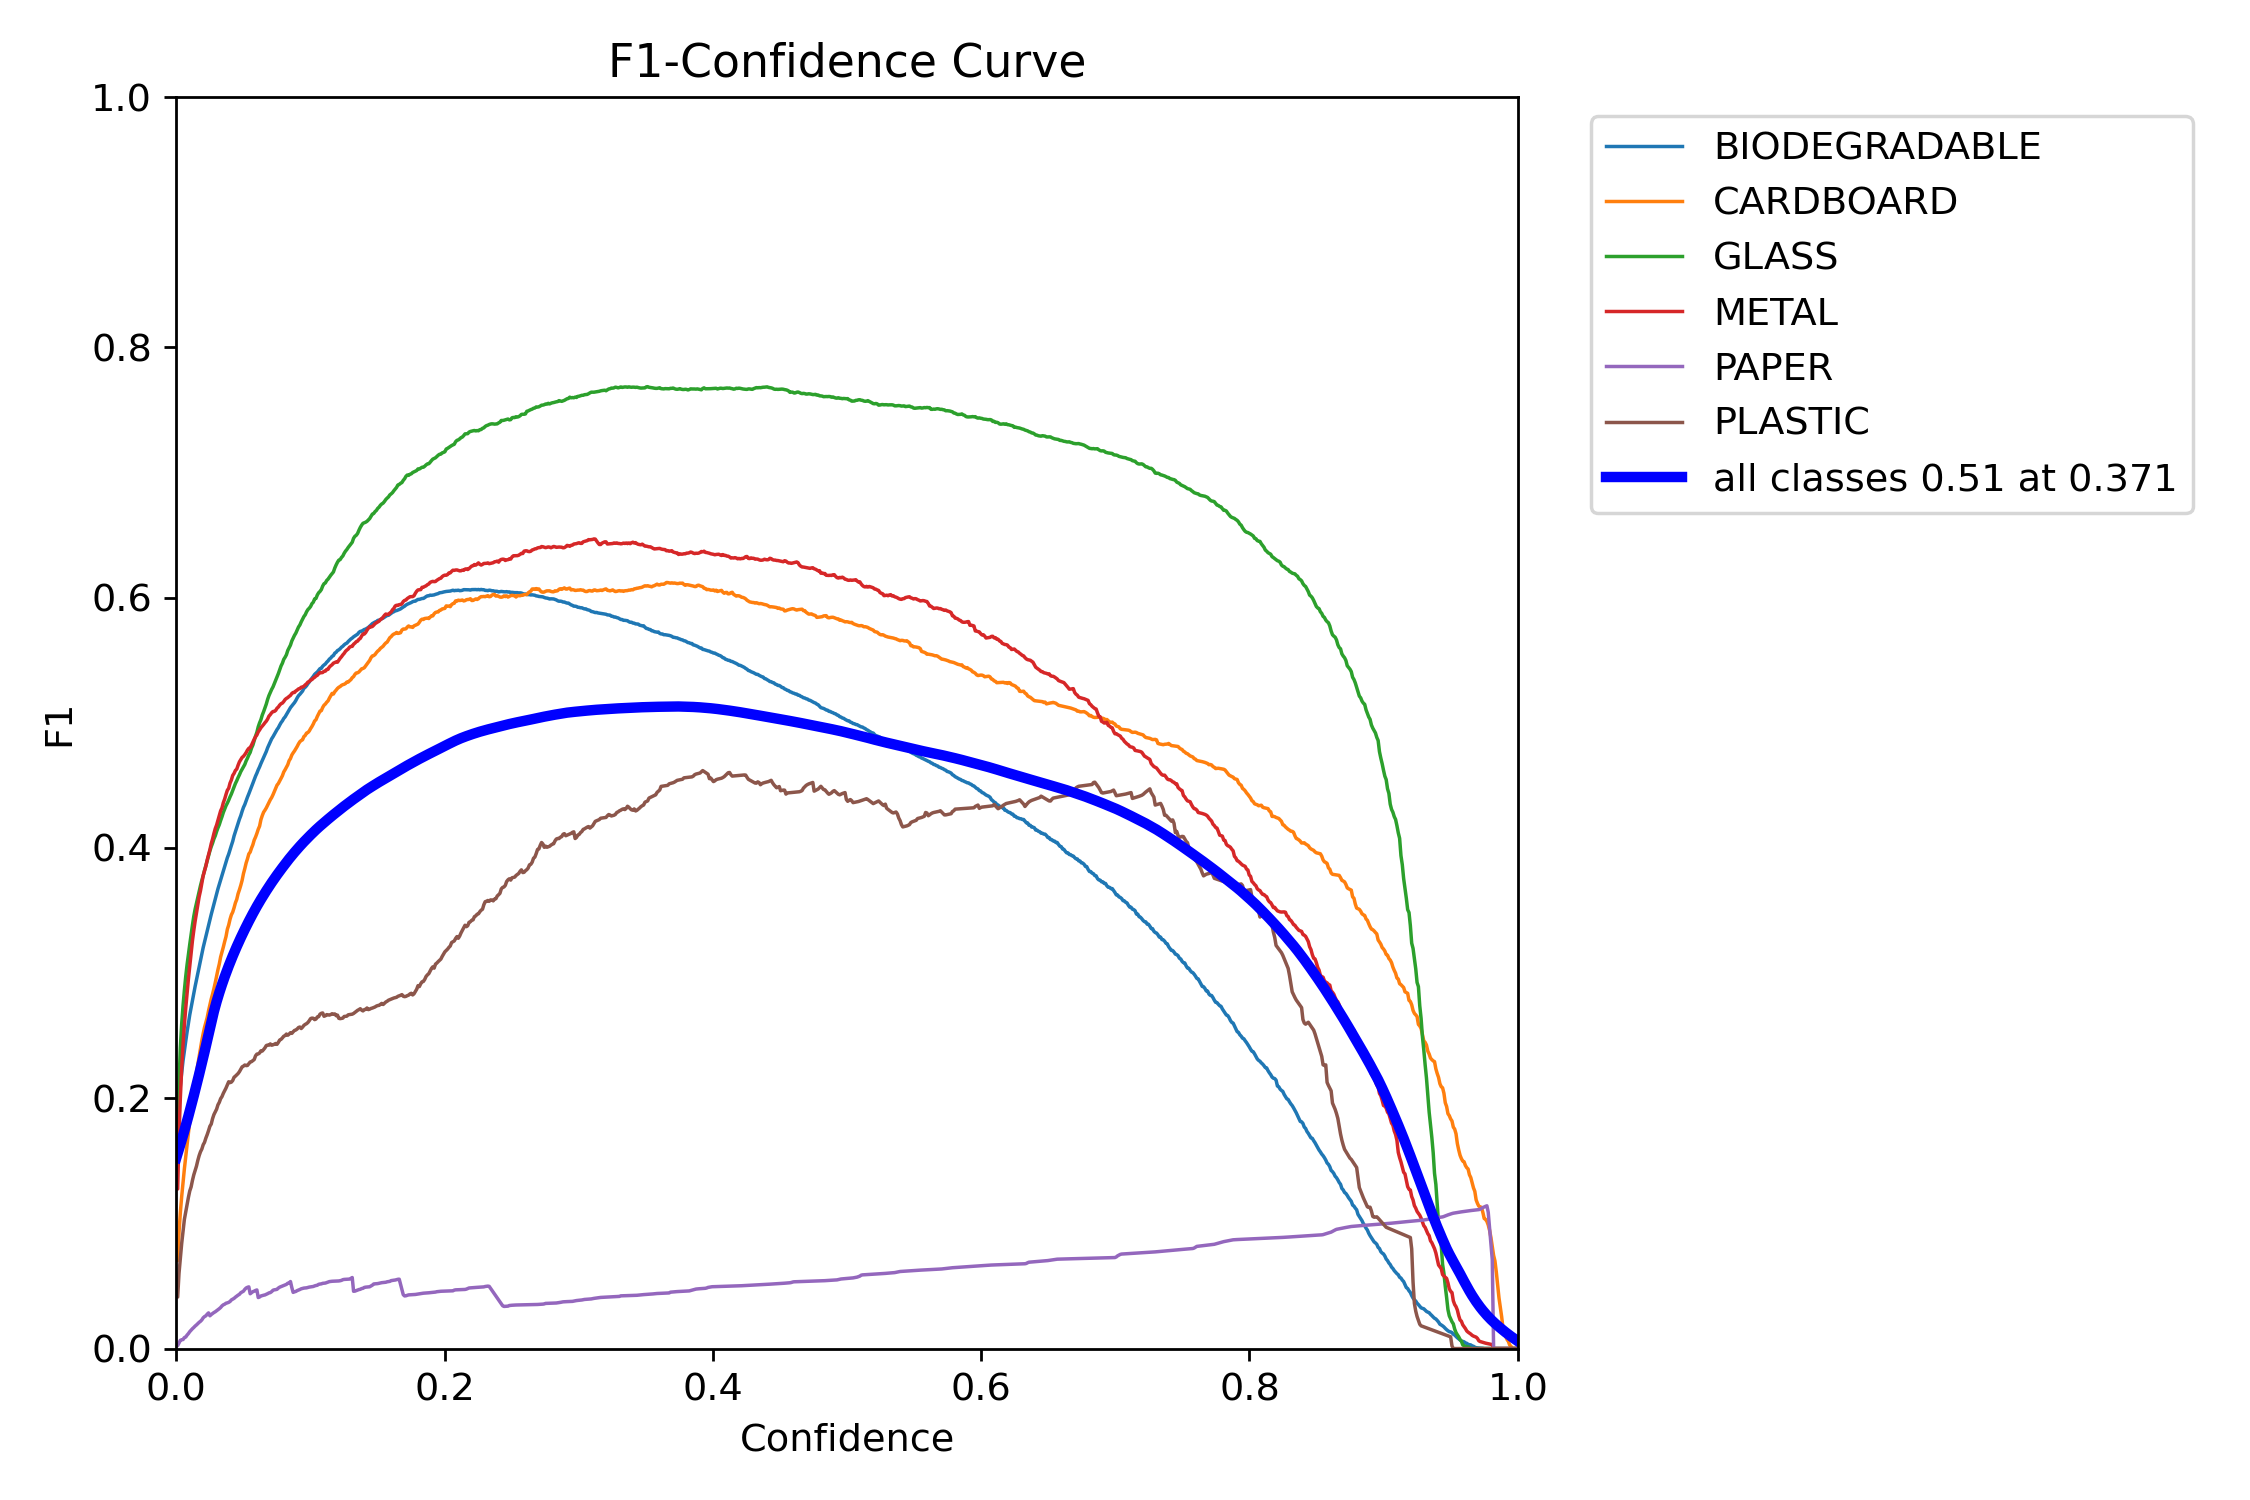 F1-Confidence Curve
1.0
0.8
0.6
0.4
0.2
0.0
F1
0.0 0.2 0.4 0.6 0.8 1.0
Confidence
BIODEGRADABLE
CARDBOARD
GLASS
METAL
PAPER
PLASTIC
all classes 0.51 at 0.371